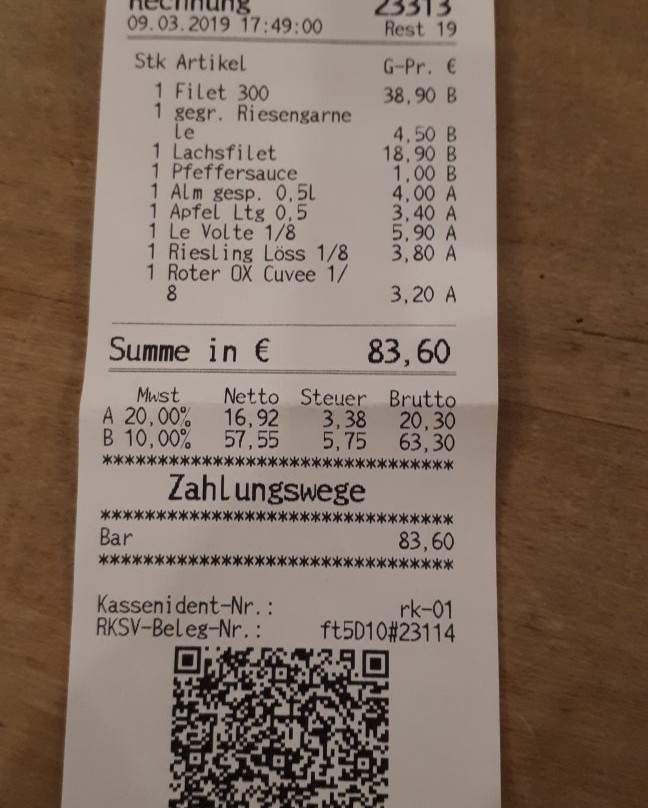 Rechnung 23313
09.03.2019 17:49:00 Rest 19
Stk Artikel G-Pr. €
1 Filet 300 38,90 B
1 gegr. Riesengarne
le 4,50 B
1 Lachsfilet 18,90 B
1 Pfeffersauce 1,00 B
1 Alm gesp. 0,5l 4,00 A
1 Apfel Ltg 0,5 3,40 A
1 Le Volte 1/8 5,90 A
1 Riesling Löss 1/8 3,80 A
1 Roter OX Cuvee 1/
8 3,20 A
Summe in € 83,60
Mwst Netto Steuer Brutto
A 20,00% 16,92 3,38 20,30
B 10,00% 57,55 5,75 63,30
********************************
Zahlungswege
********************************
Bar 83,60
********************************
Kassenident-Nr.: rk-01
RKSV-Beleg-Nr.: ft5D10#23114